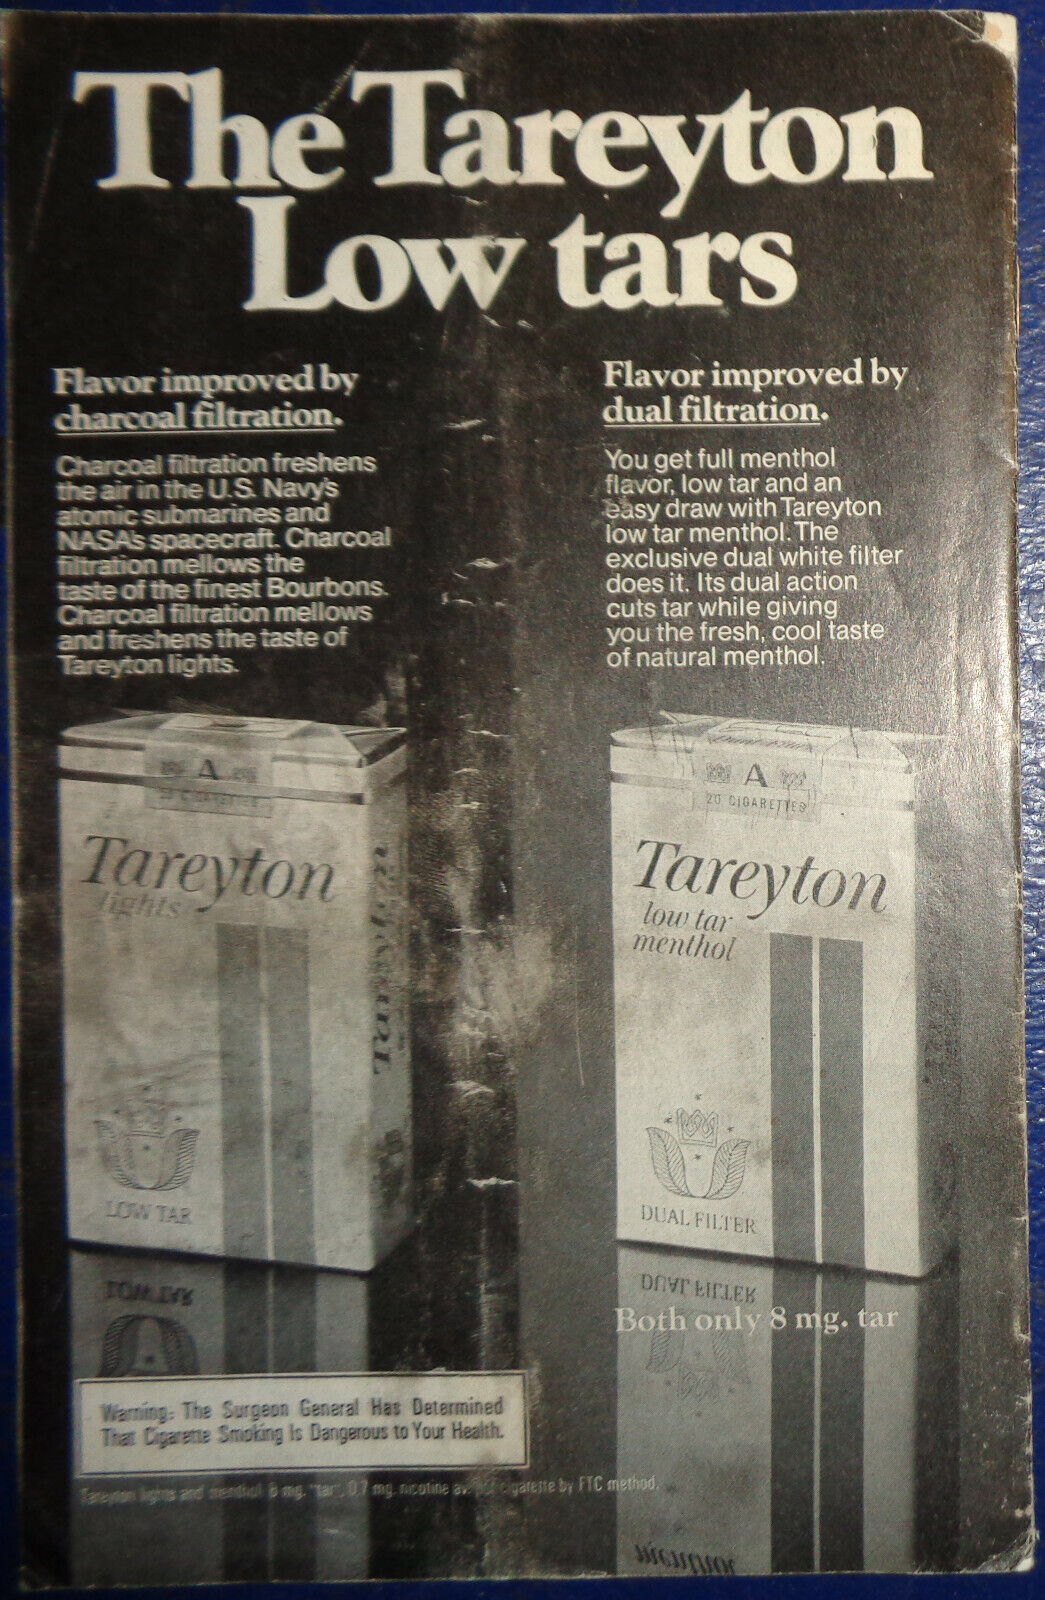 The Tareyton
Low tars
Flavor improved by
charcoal filtration.
Charcoal filtration freshens
the air in the U.S. Navy's
atomic submarines and
NASA's spacecraft. Charcoal
filtration mellows the
taste of the finest Bourbons.
Charcoal filtration mellows
and freshens the taste of
Tareyton lights.
Flavor improved by
dual filtration.
You get full menthol
flavor, low tar and an
easy draw with Tareyton
low tar menthol. The
exclusive dual white filter
does it. Its dual action
cuts tar while giving
you the fresh, cool taste
of natural menthol.
A
20 CIGARETTES
Tareyton
lights
LOW TAR
A
20 CIGARETTES
Tareyton
low tar
menthol
DUAL FILTER
Both only 8 mg. tar
Warning: The Surgeon General Has Determined
That Cigarette Smoking Is Dangerous to Your Health.
Tareyton lights and menthol 8 mg. "tar", 0.7 mg. nicotine av. per cigarette by FTC method.